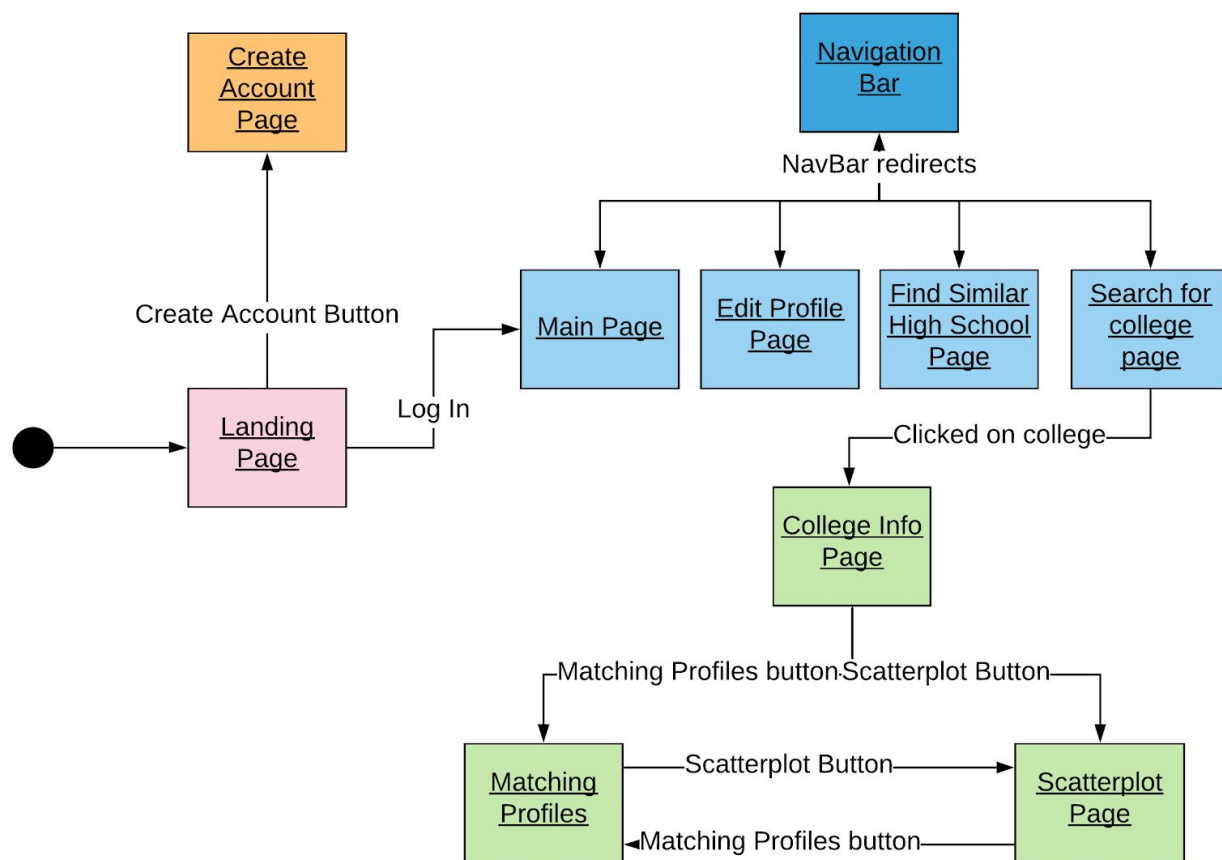 Create
Account
Page
Navigation
Bar
NavBar redirects
Main Page
Edit Profile
Page
Find Similar
High School
Page
Search for
college
page
Create Account Button
Log In
Landing
Page
Clicked on college
College Info
Page
Matching Profiles button
Scatterplot Button
Matching
Profiles
Scatterplot Button
Matching Profiles button
Scatterplot
Page